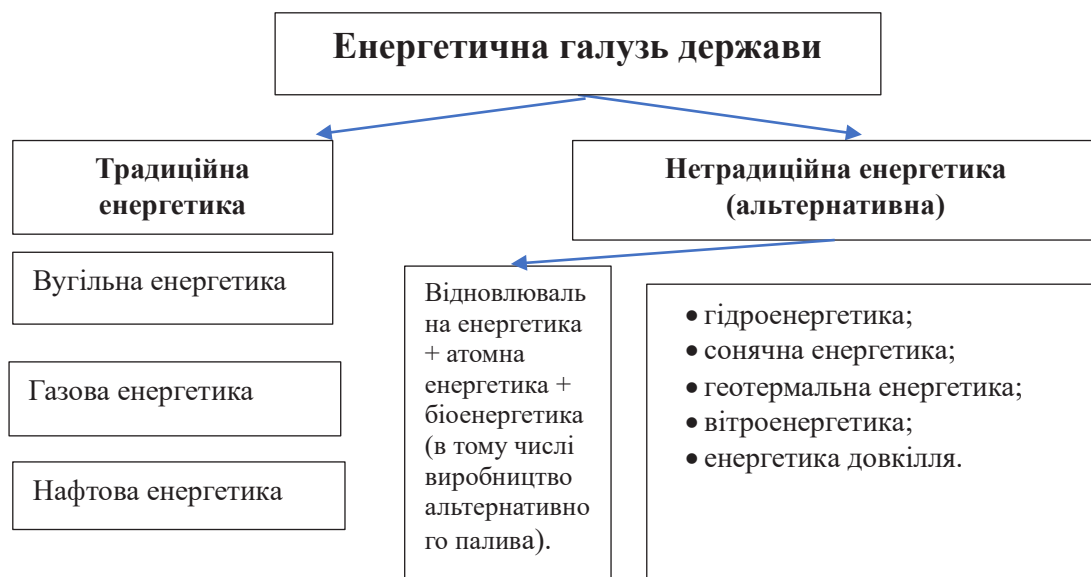 Енергетична галузь держави
Традиційна
енергетика
Нетрадиційна енергетика
(альтернативна)
Вугільна енергетика
Газова енергетика
Нафтова енергетика
Відновлюваль
на енергетика
+ атомна
енергетика +
біоенергетика
(в тому числі
виробництво
альтернативно
го палива).
• гідроенергетика;
• сонячна енергетика;
• геотермальна енергетика;
• вітроенергетика;
• енергетика довкілля.